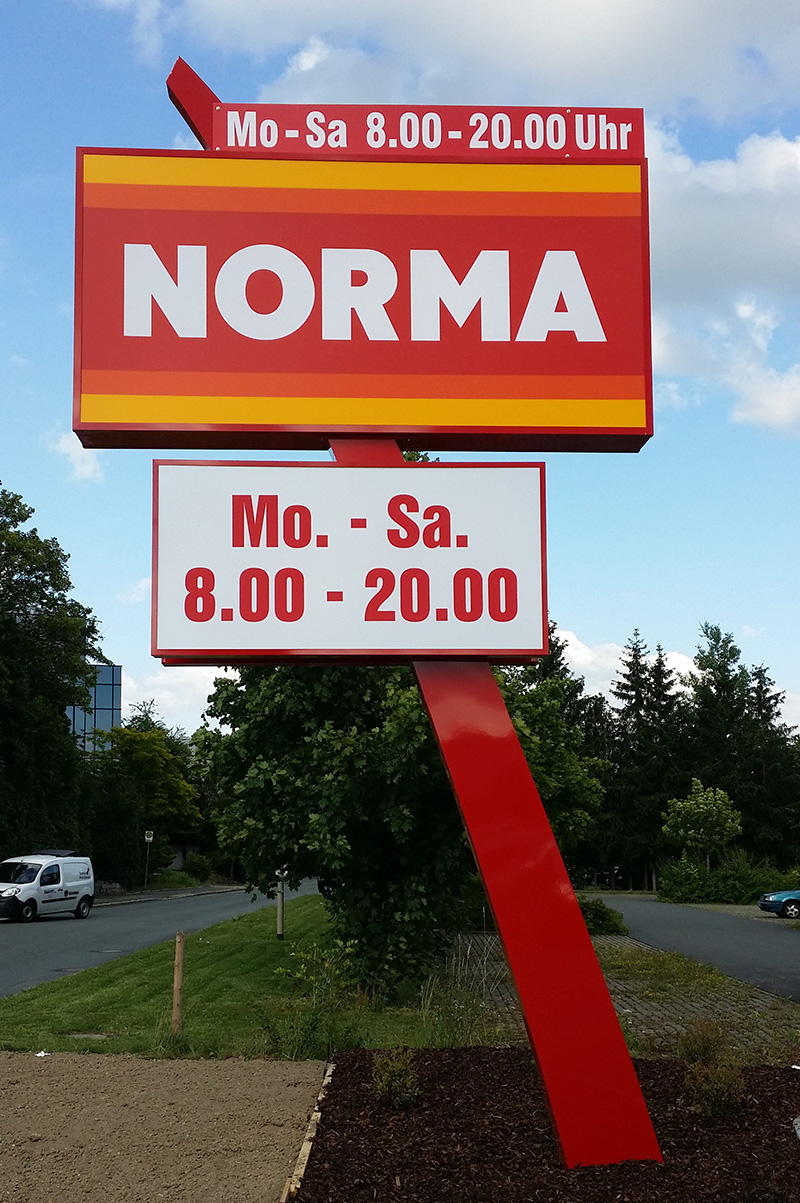 Mo - Sa 8.00 - 20.00 Uhr
NORMA
Mo. - Sa.
8.00 - 20.00